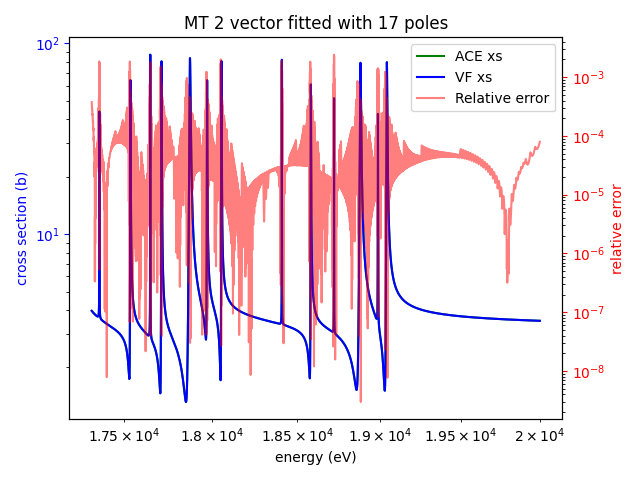 MT 2 vector fitted with 17 poles
ACE xs
VF xs
Relative error
10²
10¹
cross section (b)
10⁻³
10⁻⁴
10⁻⁵
10⁻⁶
10⁻⁷
10⁻⁸
relative error
1.75 × 10⁴ 1.8 × 10⁴ 1.85 × 10⁴ 1.9 × 10⁴ 1.95 × 10⁴ 2 × 10⁴
energy (eV)